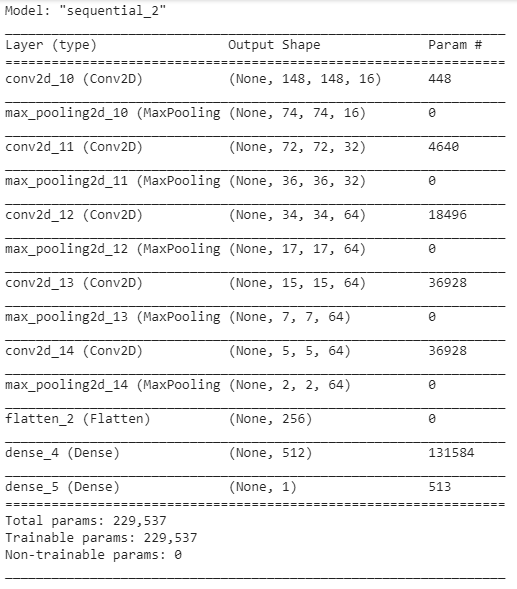 Model: "sequential_2"
Layer (type) Output Shape Param #
conv2d_10 (Conv2D) (None, 148, 148, 16) 448
max_pooling2d_10 (MaxPooling (None, 74, 74, 16) 0
conv2d_11 (Conv2D) (None, 72, 72, 32) 4640
max_pooling2d_11 (MaxPooling (None, 36, 36, 32) 0
conv2d_12 (Conv2D) (None, 34, 34, 64) 18496
max_pooling2d_12 (MaxPooling (None, 17, 17, 64) 0
conv2d_13 (Conv2D) (None, 15, 15, 64) 36928
max_pooling2d_13 (MaxPooling (None, 7, 7, 64) 0
conv2d_14 (Conv2D) (None, 5, 5, 64) 36928
max_pooling2d_14 (MaxPooling (None, 2, 2, 64) 0
flatten_2 (Flatten) (None, 256) 0
dense_4 (Dense) (None, 512) 131584
dense_5 (Dense) (None, 1) 513
Total params: 229,537
Trainable params: 229,537
Non-trainable params: 0